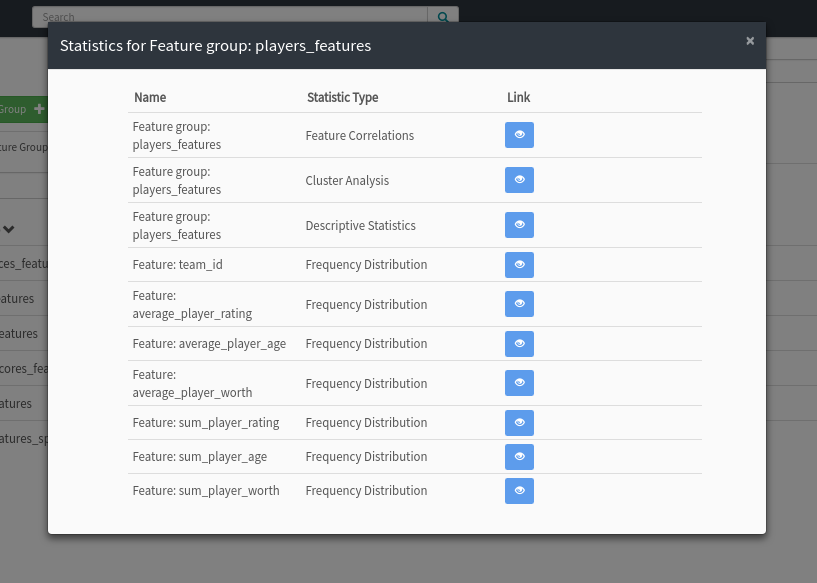 Search
Statistics for Feature group: players_features
×
Name Statistic Type Link
Feature group:
players_features
Feature Correlations
Feature group:
players_features
Cluster Analysis
Feature group:
players_features
Descriptive Statistics
Feature: team_id Frequency Distribution
Feature:
average_player_rating
Frequency Distribution
Feature: average_player_age Frequency Distribution
Feature:
average_player_worth
Frequency Distribution
Feature: sum_player_rating Frequency Distribution
Feature: sum_player_age Frequency Distribution
Feature: sum_player_worth Frequency Distribution
Group
ture Group
ces_featu
eatures
eatures
cores_fea
atures
atures_sp